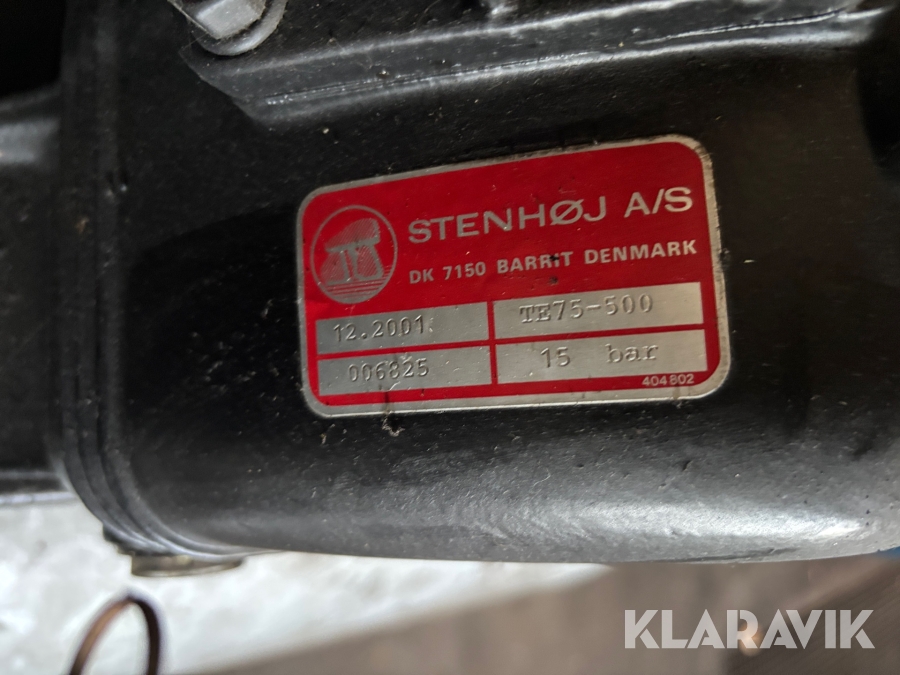 STENHØJ A/S
DK 7150 BARRIT DENMARK
12.2001. TE75-500
006825 15 bar
404802
KLARAVIK